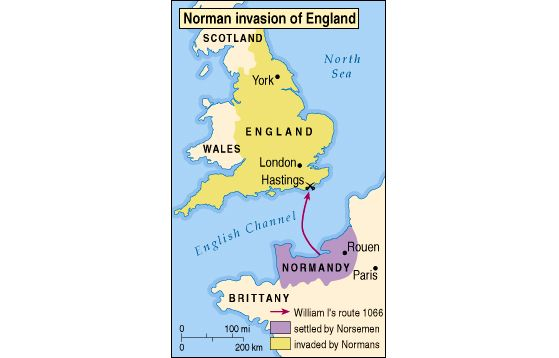 Norman invasion of England
SCOTLAND
North
Sea
York
ENGLAND
WALES
London
Hastings
English Channel
Rouen
NORMANDY
Paris
BRITTANY
William I's route 1066
settled by Norsemen
invaded by Normans
0 100 mi
0 200 km